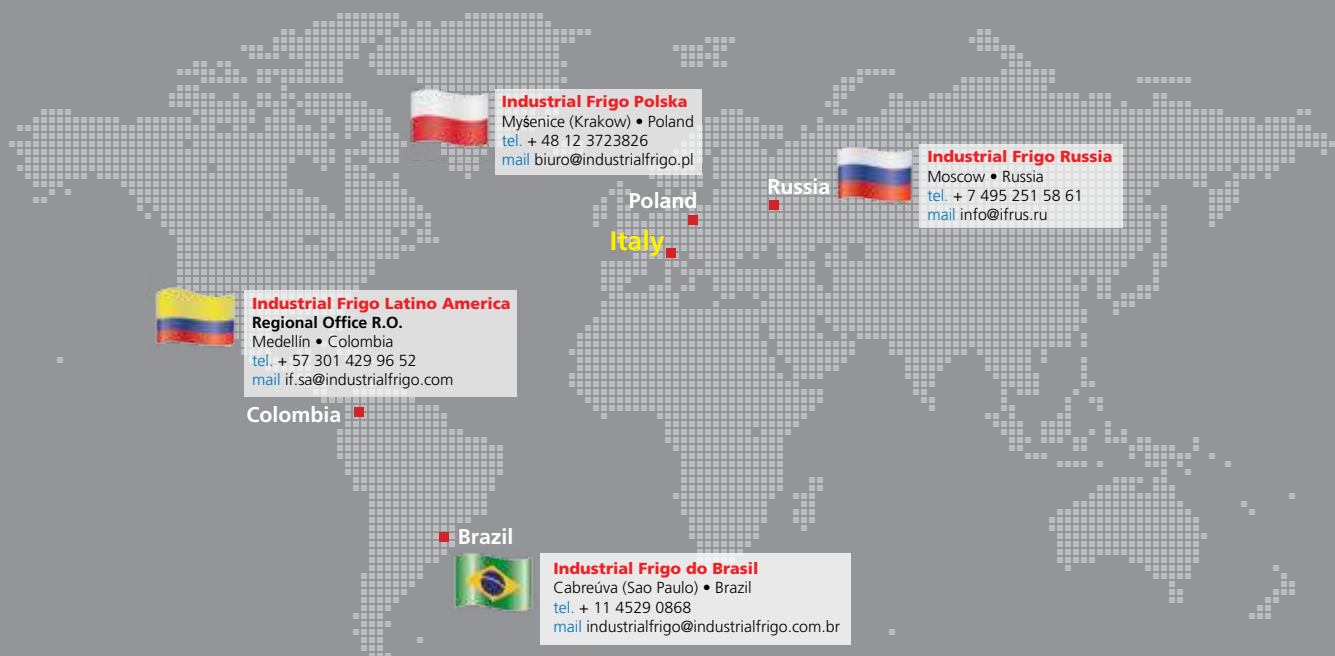 Industrial Frigo Polska
Myśenice (Krakow) • Poland
tel. + 48 12 3723826
mail biuro@industrialfrigo.pl
Industrial Frigo Russia
Moscow • Russia
tel. + 7 495 251 58 61
mail info@ifrus.ru
Russia
Poland
Italy
Industrial Frigo Latino America
Regional Office R.O.
Medellín • Colombia
tel. + 57 301 429 96 52
mail if.sa@industrialfrigo.com
Colombia
Brazil
Industrial Frigo do Brasil
Cabreúva (Sao Paulo) • Brazil
tel. + 11 4529 0868
mail industrialfrigo@industrialfrigo.com.br